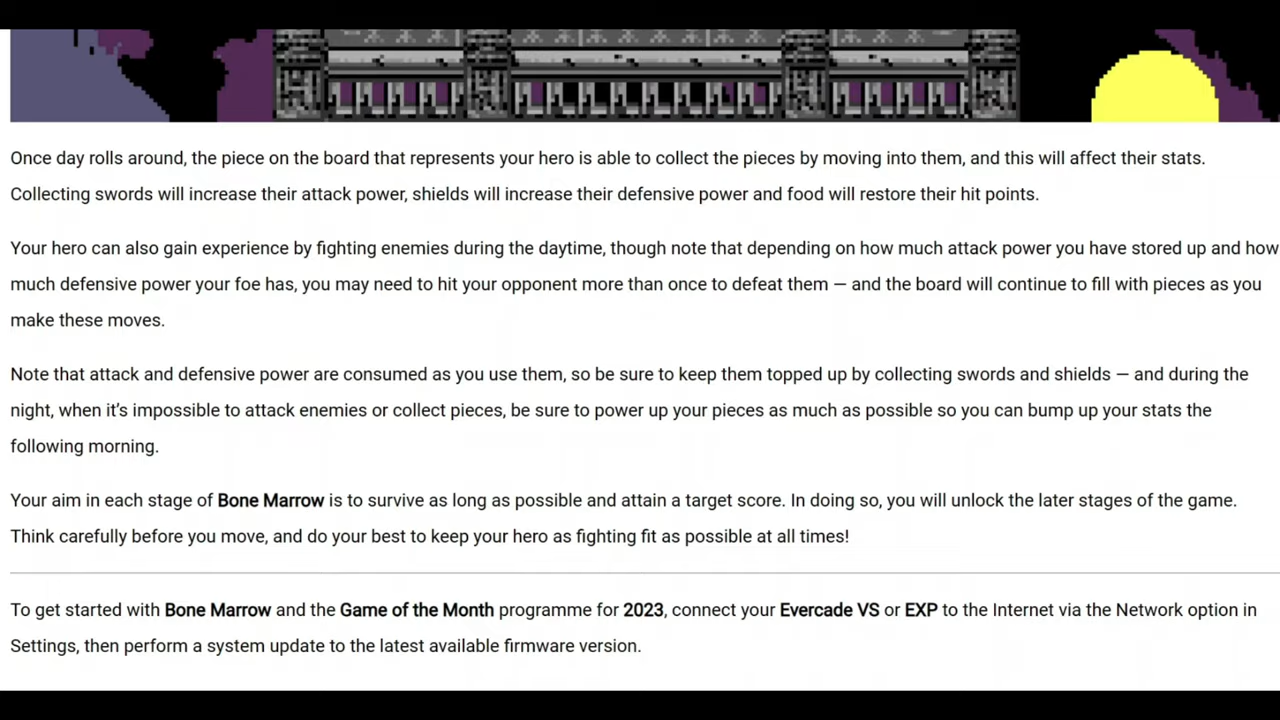 Once day rolls around, the piece on the board that represents your hero is able to collect the pieces by moving into them, and this will affect their stats.
Collecting swords will increase their attack power, shields will increase their defensive power and food will restore their hit points.
Your hero can also gain experience by fighting enemies during the daytime, though note that depending on how much attack power you have stored up and how
much defensive power your foe has, you may need to hit your opponent more than once to defeat them — and the board will continue to fill with pieces as you
make these moves.
Note that attack and defensive power are consumed as you use them, so be sure to keep them topped up by collecting swords and shields — and during the
night, when it’s impossible to attack enemies or collect pieces, be sure to power up your pieces as much as possible so you can bump up your stats the
following morning.
Your aim in each stage of Bone Marrow is to survive as long as possible and attain a target score. In doing so, you will unlock the later stages of the game.
Think carefully before you move, and do your best to keep your hero as fighting fit as possible at all times!
To get started with Bone Marrow and the Game of the Month programme for 2023, connect your Evercade VS or EXP to the Internet via the Network option in
Settings, then perform a system update to the latest available firmware version.